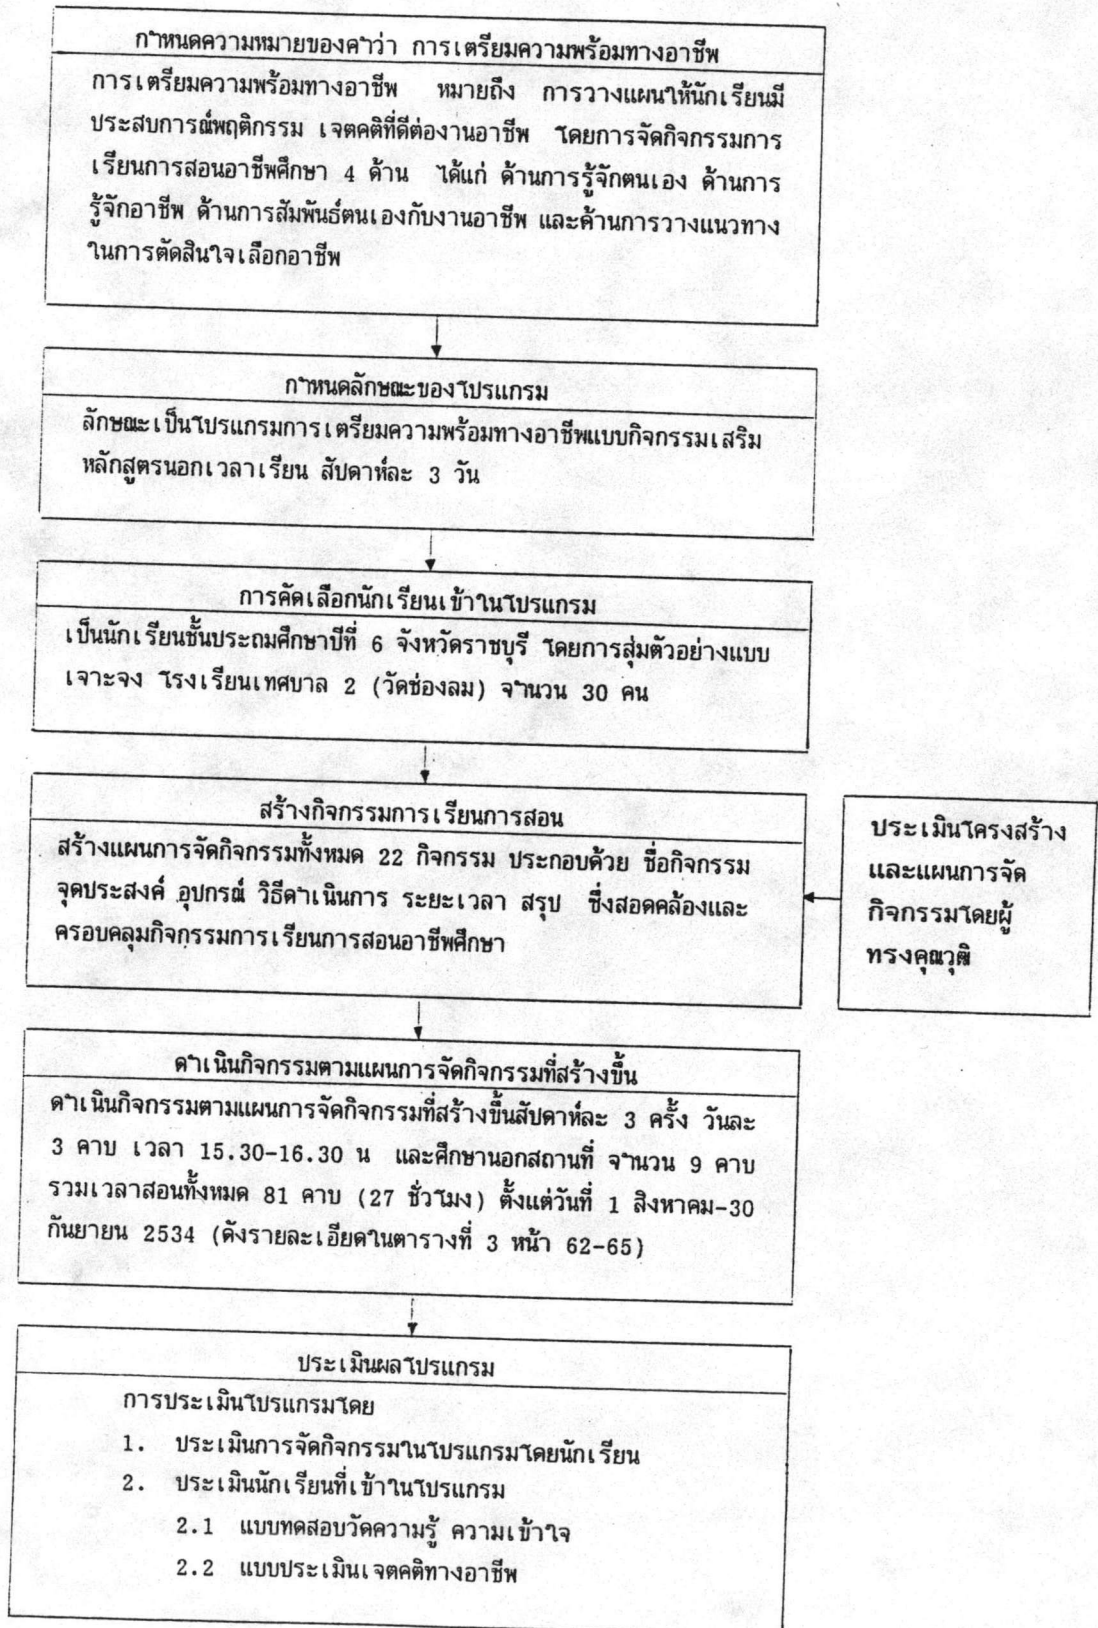 กำหนดความหมายของคำว่า การเตรียมความพร้อมทางอาชีพ
การเตรียมความพร้อมทางอาชีพ หมายถึง การวางแผนให้นักเรียนมี
ประสบการณ์พฤติกรรม เจตคติที่ดีต่องานอาชีพ โดยการจัดกิจกรรมการ
เรียนการสอนอาชีพศึกษา 4 ด้าน ได้แก่ ด้านการรู้จักตนเอง ด้านการ
รู้จักอาชีพ ด้านการสัมพันธ์ตนเองกับงานอาชีพ และด้านการวางแนวทาง
ในการตัดสินใจเลือกอาชีพ
กำหนดลักษณะของโปรแกรม
ลักษณะเป็นโปรแกรมการเตรียมความพร้อมทางอาชีพแบบกิจกรรมเสริม
หลักสูตรนอกเวลาเรียน สัปดาห์ละ 3 วัน
การคัดเลือกนักเรียนเข้าในโปรแกรม
เป็นนักเรียนชั้นประถมศึกษาปีที่ 6 จังหวัดราชบุรี โดยการสุ่มตัวอย่างแบบ
เจาะจง โรงเรียนเทศบาล 2 (วัดช่องลม) จำนวน 30 คน
สร้างกิจกรรมการเรียนการสอน
สร้างแผนการจัดกิจกรรมทั้งหมด 22 กิจกรรม ประกอบด้วย ชื่อกิจกรรม
จุดประสงค์ อุปกรณ์ วิธีดำเนินการ ระยะเวลา สรุป ซึ่งสอดคล้องและ
ครอบคลุมกิจกรรมการเรียนการสอนอาชีพศึกษา
ประเมินโครงสร้าง
และแผนการจัด
กิจกรรมโดยผู้
ทรงคุณวุฒิ
ดำเนินกิจกรรมตามแผนการจัดกิจกรรมที่สร้างขึ้น
ดำเนินกิจกรรมตามแผนการจัดกิจกรรมที่สร้างขึ้นสัปดาห์ละ 3 ครั้ง วันละ
3 คาบ เวลา 15.30-16.30 น และศึกษานอกสถานที่ จำนวน 9 คาบ
รวมเวลาสอนทั้งหมด 81 คาบ (27 ชั่วโมง) ตั้งแต่วันที่ 1 สิงหาคม-30
กันยายน 2534 (ดังรายละเอียดในตารางที่ 3 หน้า 62-65)
ประเมินผลโปรแกรม
การประเมินโปรแกรมโดย
1. ประเมินการจัดกิจกรรมในโปรแกรมโดยนักเรียน
2. ประเมินนักเรียนที่เข้าในโปรแกรม
2.1 แบบทดสอบวัดความรู้ ความเข้าใจ
2.2 แบบประเมินเจตคติทางอาชีพ